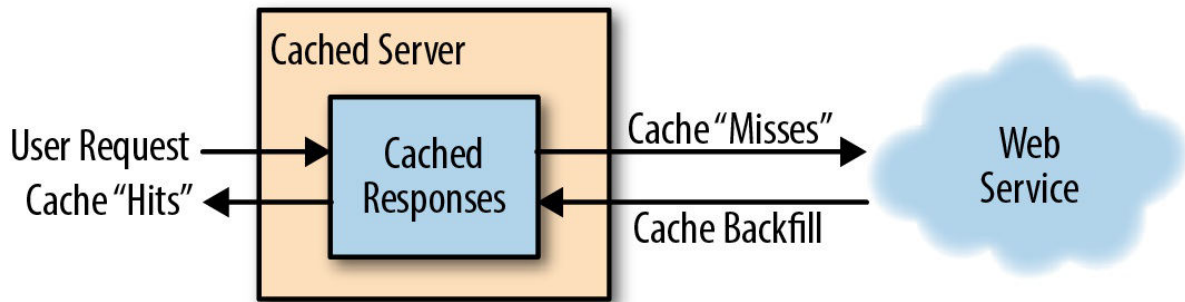 Cached Server
User Request
Cache “Hits”
Cached
Responses
Cache “Misses”
Cache Backfill
Web
Service